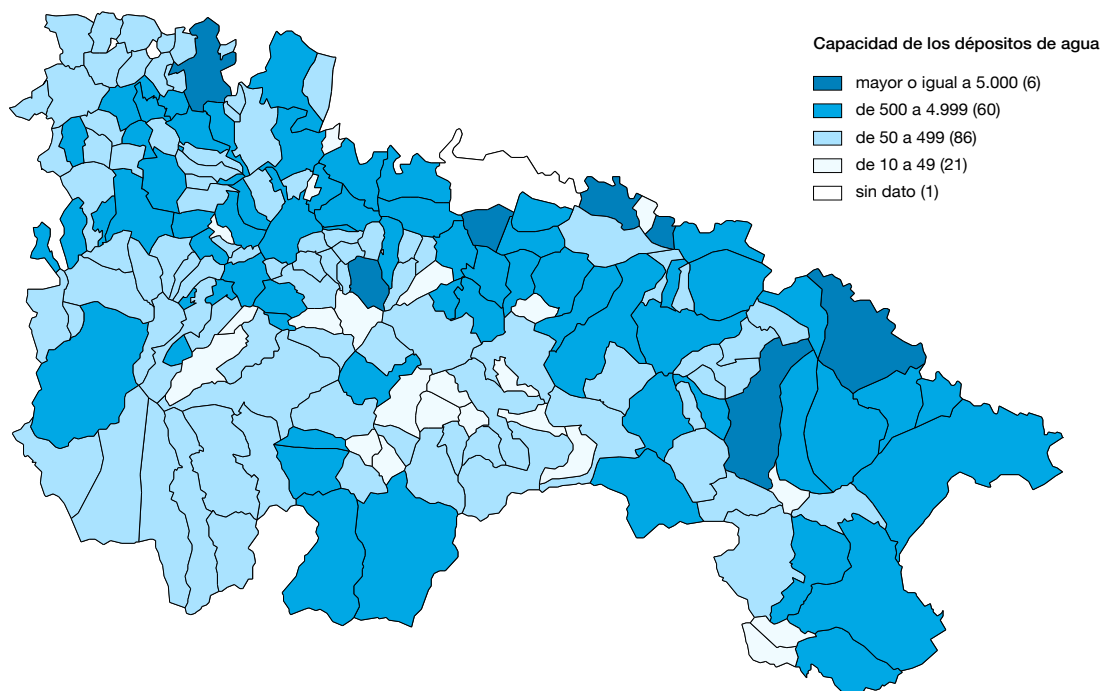 Capacidad de los dépositos de agua
mayor o igual a 5.000 (6)
de 500 a 4.999 (60)
de 50 a 499 (86)
de 10 a 49 (21)
sin dato (1)